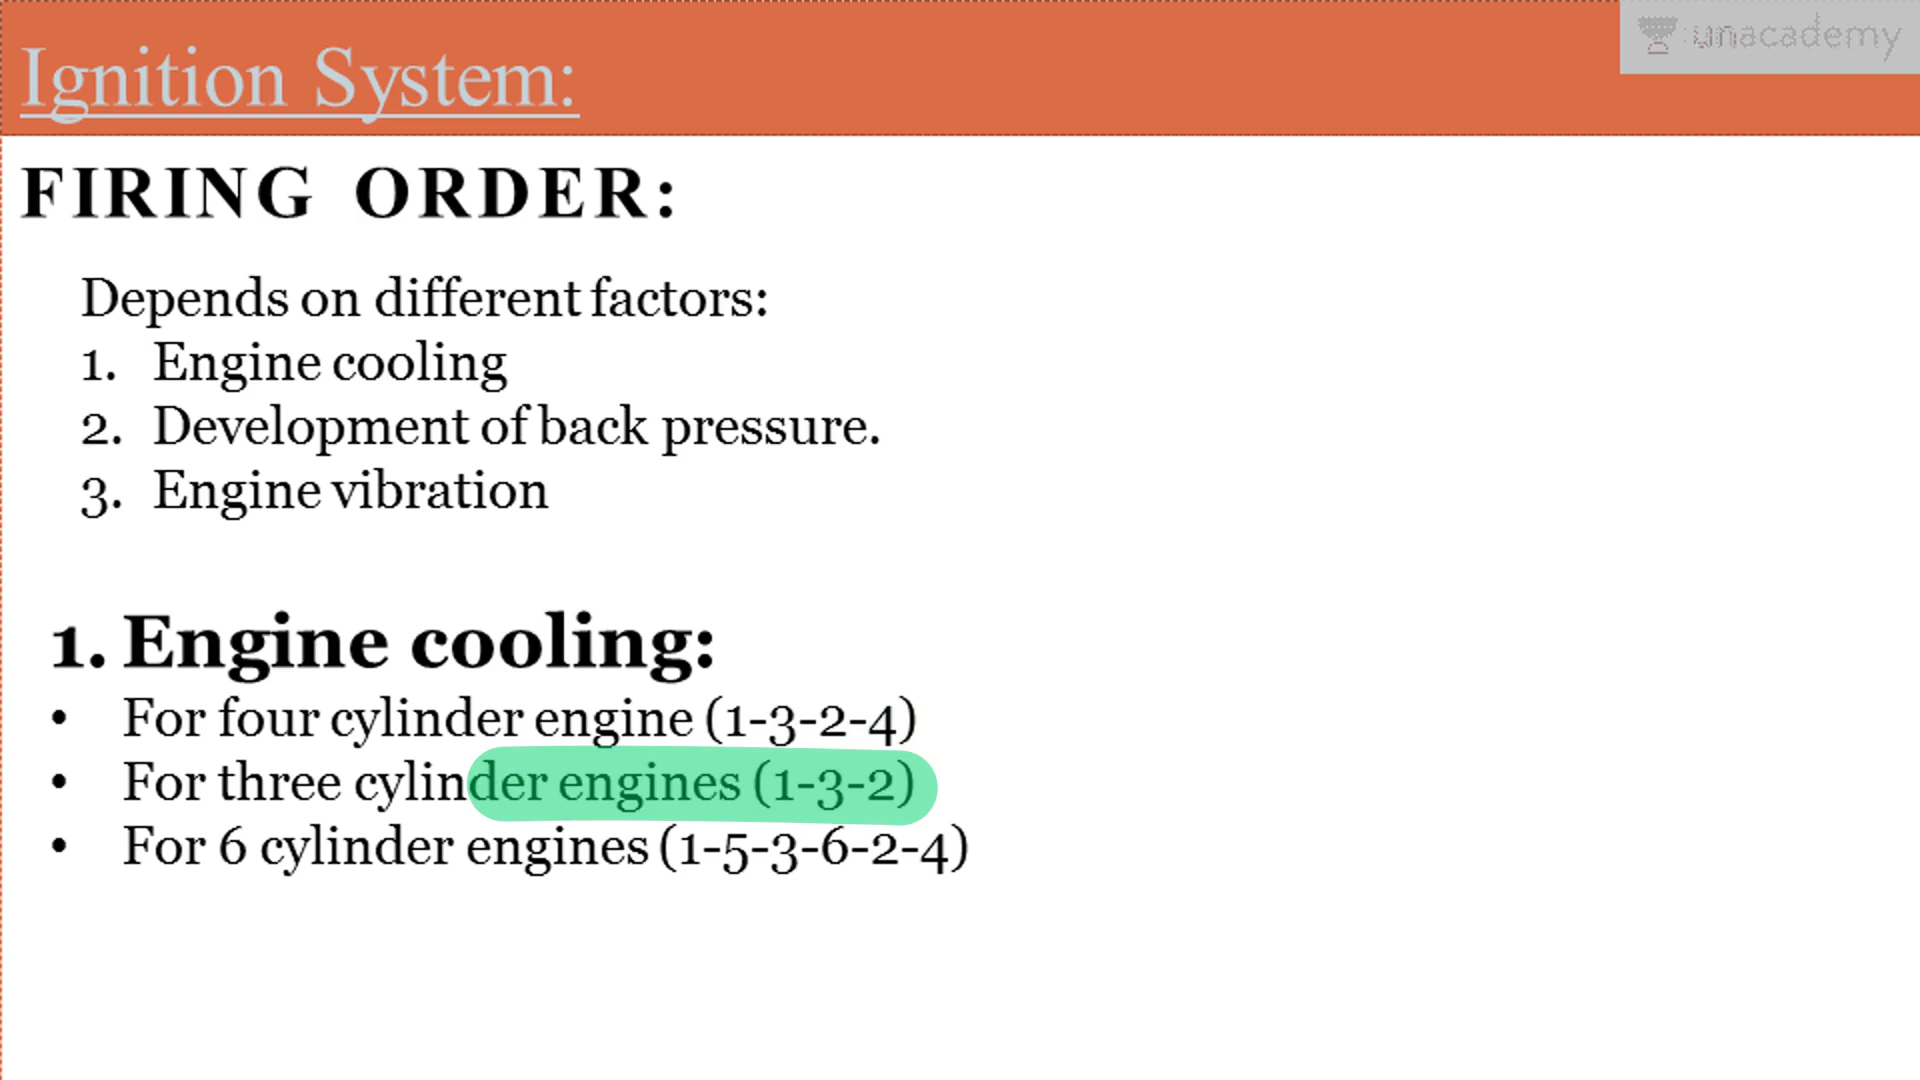 Ignition System:
unacademy
FIRING ORDER:
Depends on different factors:
1. Engine cooling
2. Development of back pressure.
3. Engine vibration
1. Engine cooling:
• For four cylinder engine (1-3-2-4)
• For three cylinder engines (1-3-2)
• For 6 cylinder engines (1-5-3-6-2-4)